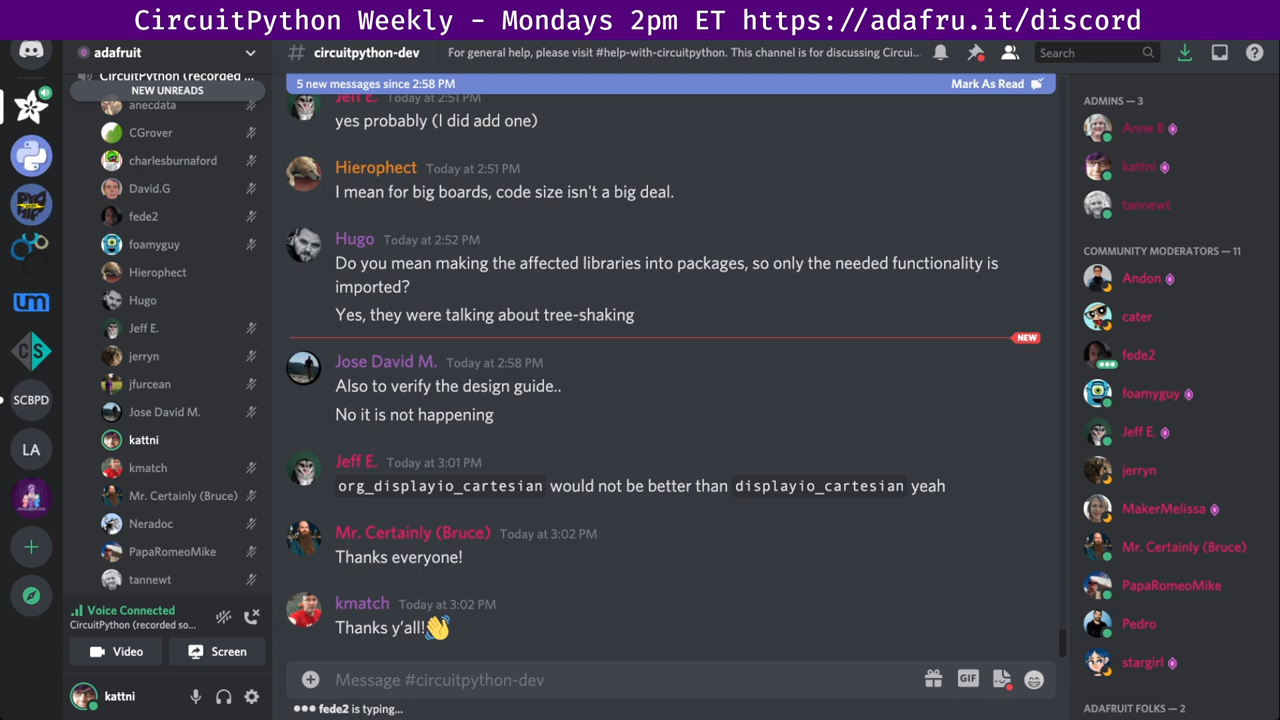 CircuitPython Weekly - Mondays 2pm ET https://adafru.it/discord
adafruit
CircuitPython (recorded ...
NEW UNREADS
anecdata
CGrover
charlesburnaford
David.G
fede2
foamyguy
Hierophect
Hugo
Jeff E.
jerryn
jfurcean
Jose David M.
kattni
kmatch
Mr. Certainly (Bruce)
Neradoc
PapaRomeoMike
tannewt
Voice Connected
CircuitPython (recorded so...
Video
Screen
kattni
SCBPD
LA
# circuitpython-dev
For general help, please visit #help-with-circuitpython. This channel is for discussing Circui...
Search
5 new messages since 2:58 PM
Mark As Read
Jeff E. Today at 2:51 PM
yes probably (I did add one)
Hierophect Today at 2:51 PM
I mean for big boards, code size isn't a big deal.
Hugo Today at 2:52 PM
Do you mean making the affected libraries into packages, so only the needed functionality is
imported?
Yes, they were talking about tree-shaking
NEW
Jose David M. Today at 2:58 PM
Also to verify the design guide..
No it is not happening
Jeff E. Today at 3:01 PM
org_displayio_cartesian would not be better than displayio_cartesian yeah
Mr. Certainly (Bruce) Today at 3:02 PM
Thanks everyone!
kmatch Today at 3:02 PM
Thanks y'all!👋
Message #circuitpython-dev
GIF
fede2 is typing...
ADMINS — 3
Anne B
kattni
tannewt
COMMUNITY MODERATORS — 11
Andon
cater
fede2
foamyguy
Jeff E.
jerryn
MakerMelissa
Mr. Certainly (Bruce)
PapaRomeoMike
Pedro
stargirl
ADAFRUIT FOLKS — 2